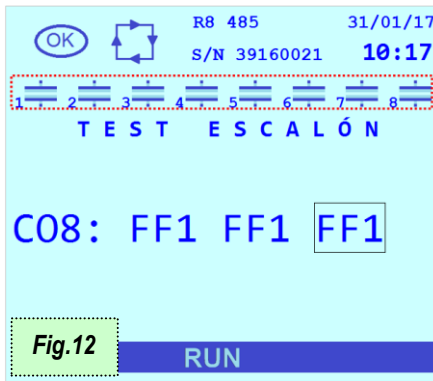 OK R8 485 31/01/17
S/N 39160021 10:17
1 2 3 4 5 6 7 8
TEST ESCALÓN
C08: FF1 FF1 FF1
Fig.12 RUN